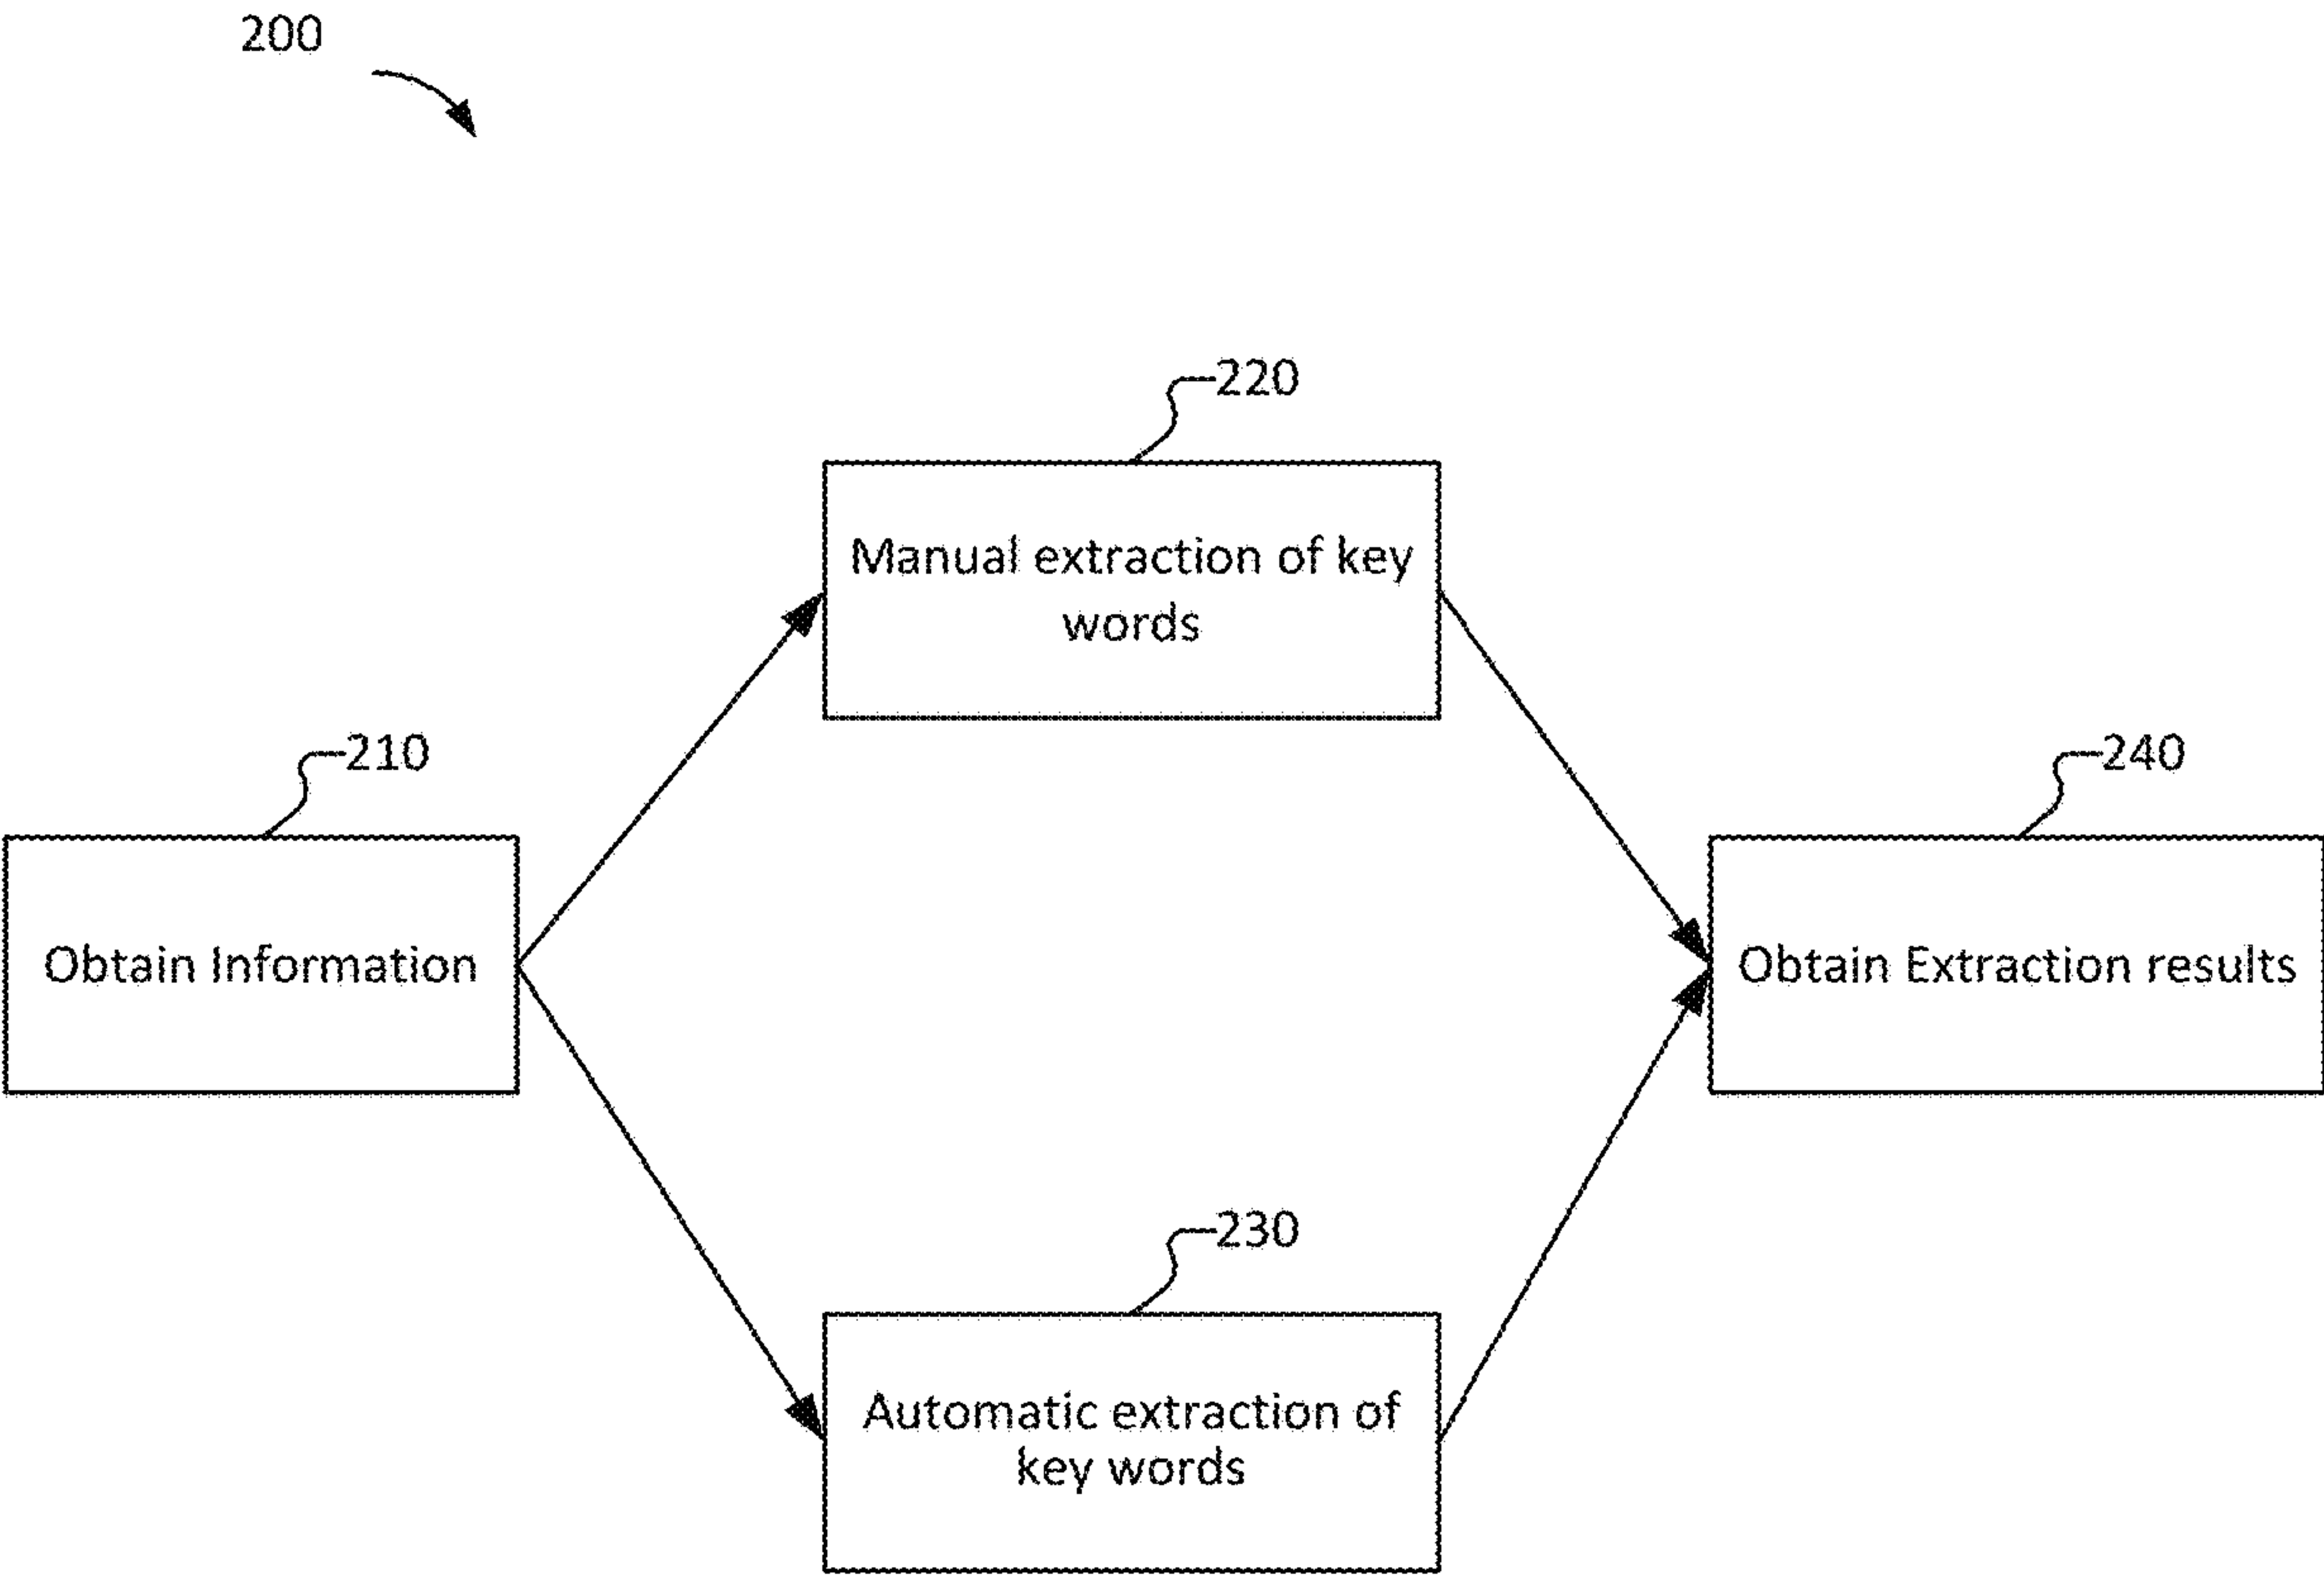 200
220
Manual extraction of key
words
210
240
Obtain Information
Obtain Extraction results
230
Automatic extraction of
key words